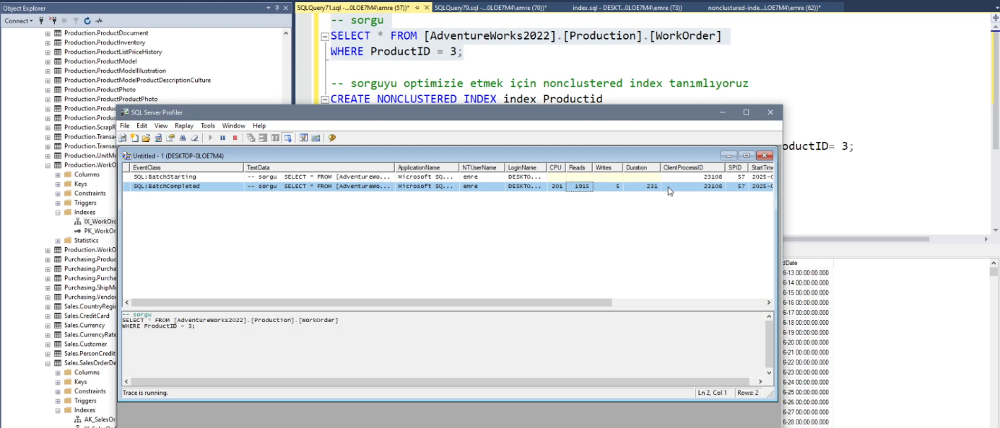 Object Explorer
Connect
Production.ProductDocument
Production.ProductInventory
Production.ProductListPriceHistory
Production.ProductModel
Production.ProductModelIllustration
Production.ProductModelProductDescriptionCulture
Production.ProductPhoto
Production.ProductProductPhoto
Production.Produc
Production.Produc
Production.ScrapR
Production.Transa
Production.Transa
Production.UnitMe
Production.WorkO
Columns
Keys
Constraints
Triggers
Indexes
IX_WorkOrc
PK_WorkOr
Statistics
Production.WorkO
Purchasing.Produc
Purchasing.Purcha
Purchasing.Purcha
Purchasing.ShipMe
Purchasing.Vendor
Sales.CountryRegic
Sales.CreditCard
Sales.Currency
Sales.CurrencyRate
Sales.Customer
Sales.PersonCredit
Sales.SalesOrderDe
Columns
Keys
Constraints
Triggers
Indexes
AK_SalesOr
SQLQuery71.sql -...0LOE7M4\emre (57))* SQLQuery79.sql -...0LOE7M4\emre (70))* index.sql - DESKT...0LOE7M4\emre (73)) nonclustured-inde...LOE7M4\emre (62))*
-- sorgu
SELECT * FROM [AdventureWorks2022].[Production].[WorkOrder]
WHERE ProductID = 3;
-- sorguyu optimizie etmek için nonclustered index tanımlıyoruz
CREATE NONCLUSTERED INDEX index_Productid
oductID= 3;
SQL Server Profiler
File Edit View Replay Tools Window Help
Untitled - 1 (DESKTOP-0LOE7M4)
EventClass TextData ApplicationName NTUserName LoginName CPU Reads Writes Duration ClientProcessID SPID StartTime
SQL:BatchStarting -- sorgu SELECT * FROM [AdventureWo... Microsoft SQ... emre DESKTO... 23108 57 2025-0
SQL:BatchCompleted -- sorgu SELECT * FROM [AdventureWo... Microsoft SQ... emre DESKTO... 201 1915 5 231 23108 57 2025-0
-- sorgu
SELECT * FROM [AdventureWorks2022].[Production].[WorkOrder]
WHERE ProductID = 3;
Trace is running.
Ln 2, Col 1 Rows: 2
dDate
6-13 00:00:00.000
6-14 00:00:00.000
6-15 00:00:00.000
6-16 00:00:00.000
6-17 00:00:00.000
6-18 00:00:00.000
6-19 00:00:00.000
6-20 00:00:00.000
6-21 00:00:00.000
6-22 00:00:00.000
6-23 00:00:00.000
6-24 00:00:00.000
6-25 00:00:00.000
6-26 00:00:00.000
6-27 00:00:00.000
6-28 00:00:00.000